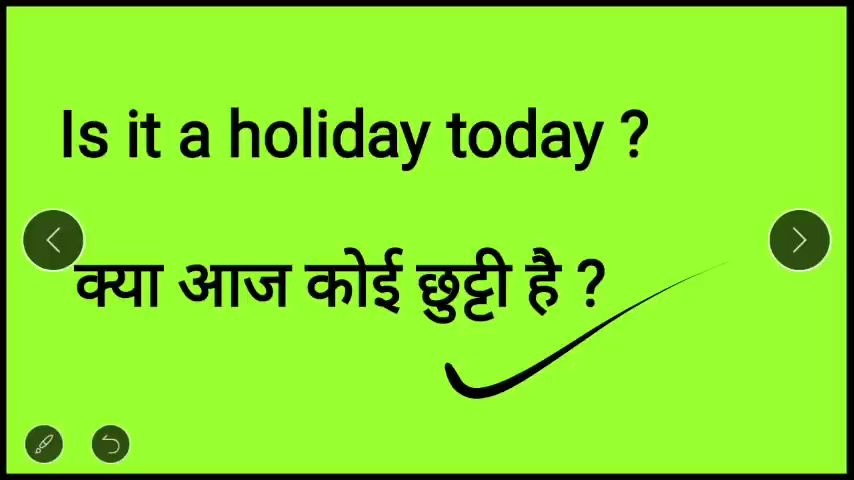 Is it a holiday today ?
क्या आज कोई छुट्टी है ?